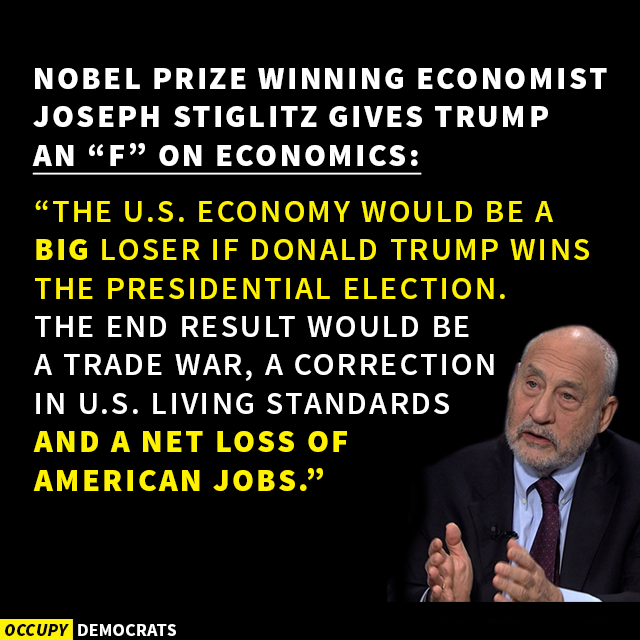 NOBEL PRIZE WINNING ECONOMIST
JOSEPH STIGLITZ GIVES TRUMP
AN “F” ON ECONOMICS:
“THE U.S. ECONOMY WOULD BE A
BIG LOSER IF DONALD TRUMP WINS
THE PRESIDENTIAL ELECTION.
THE END RESULT WOULD BE
A TRADE WAR, A CORRECTION
IN U.S. LIVING STANDARDS
AND A NET LOSS OF
AMERICAN JOBS.”
OCCUPY DEMOCRATS